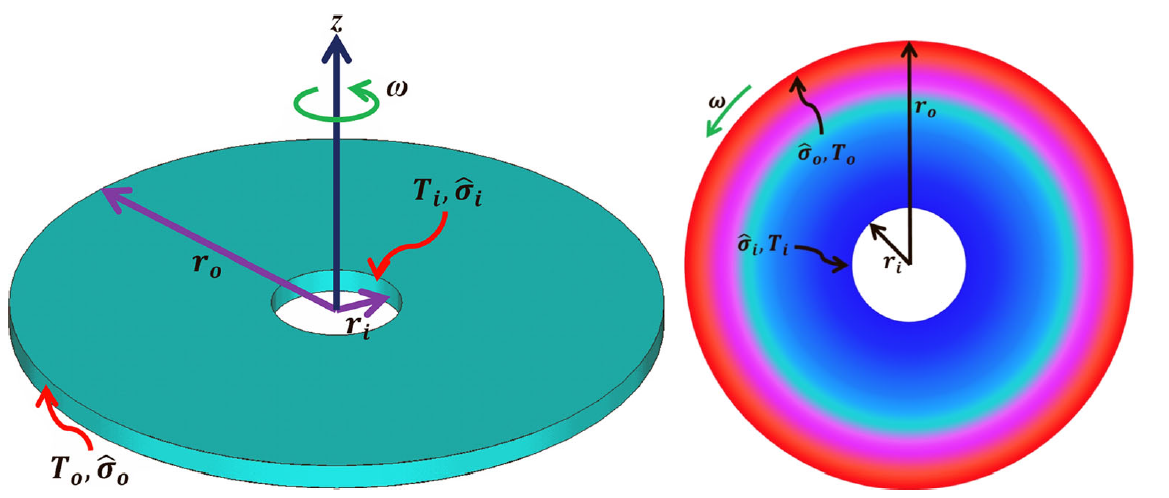 z
ω
T_i, σ̂_i
r_o
r_i
T_o, σ̂_o
ω
r_o
σ̂_o, T_o
σ̂_i, T_i
r_i